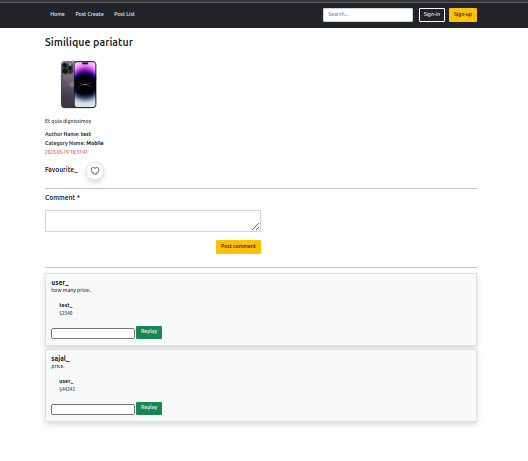 Home Post Create Post List Search... Sign-in Sign-up
Similique pariatur
Et quia dignissimos
Author Name: test
Category Name: Mobile
2023-05-19 18:37:41
Favourite_
Comment *
Post comment
user_
how many price..
test_
$2340
Replay
sajal_
price.
user_
$44242
Replay